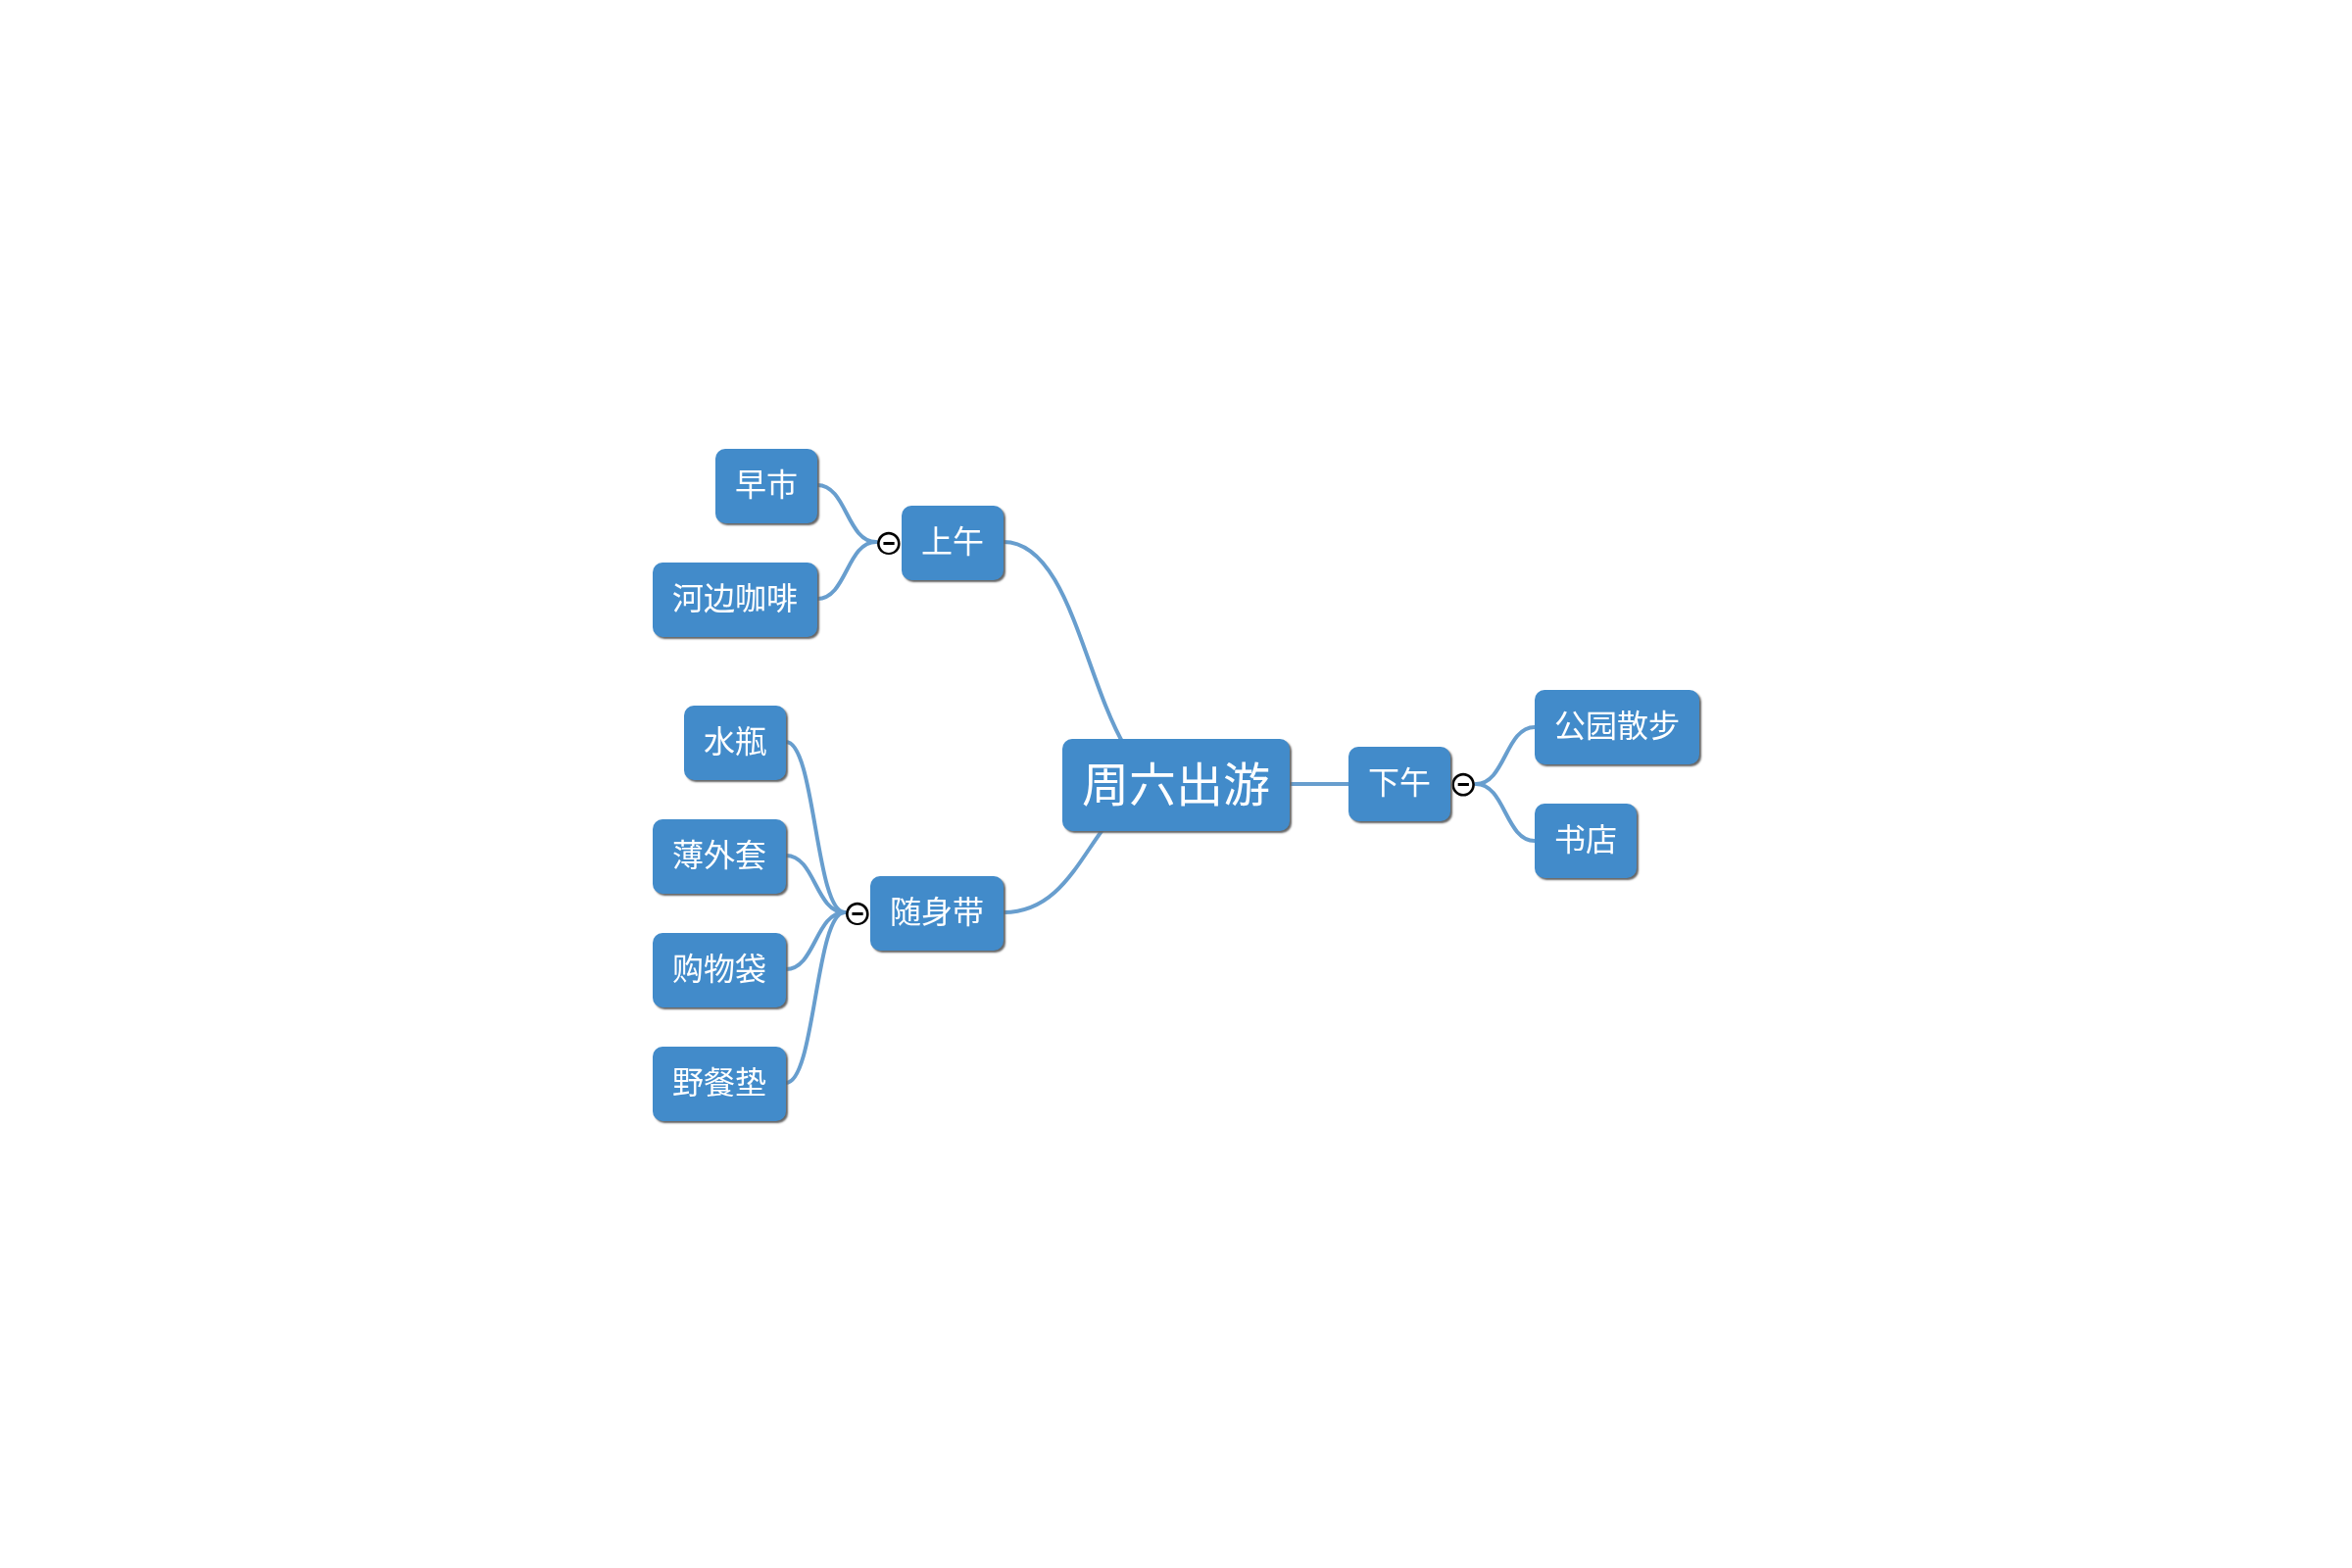 周六出游
上午
早市
河边咖啡
随身带
水瓶
薄外套
购物袋
野餐垫
下午
公园散步
书店